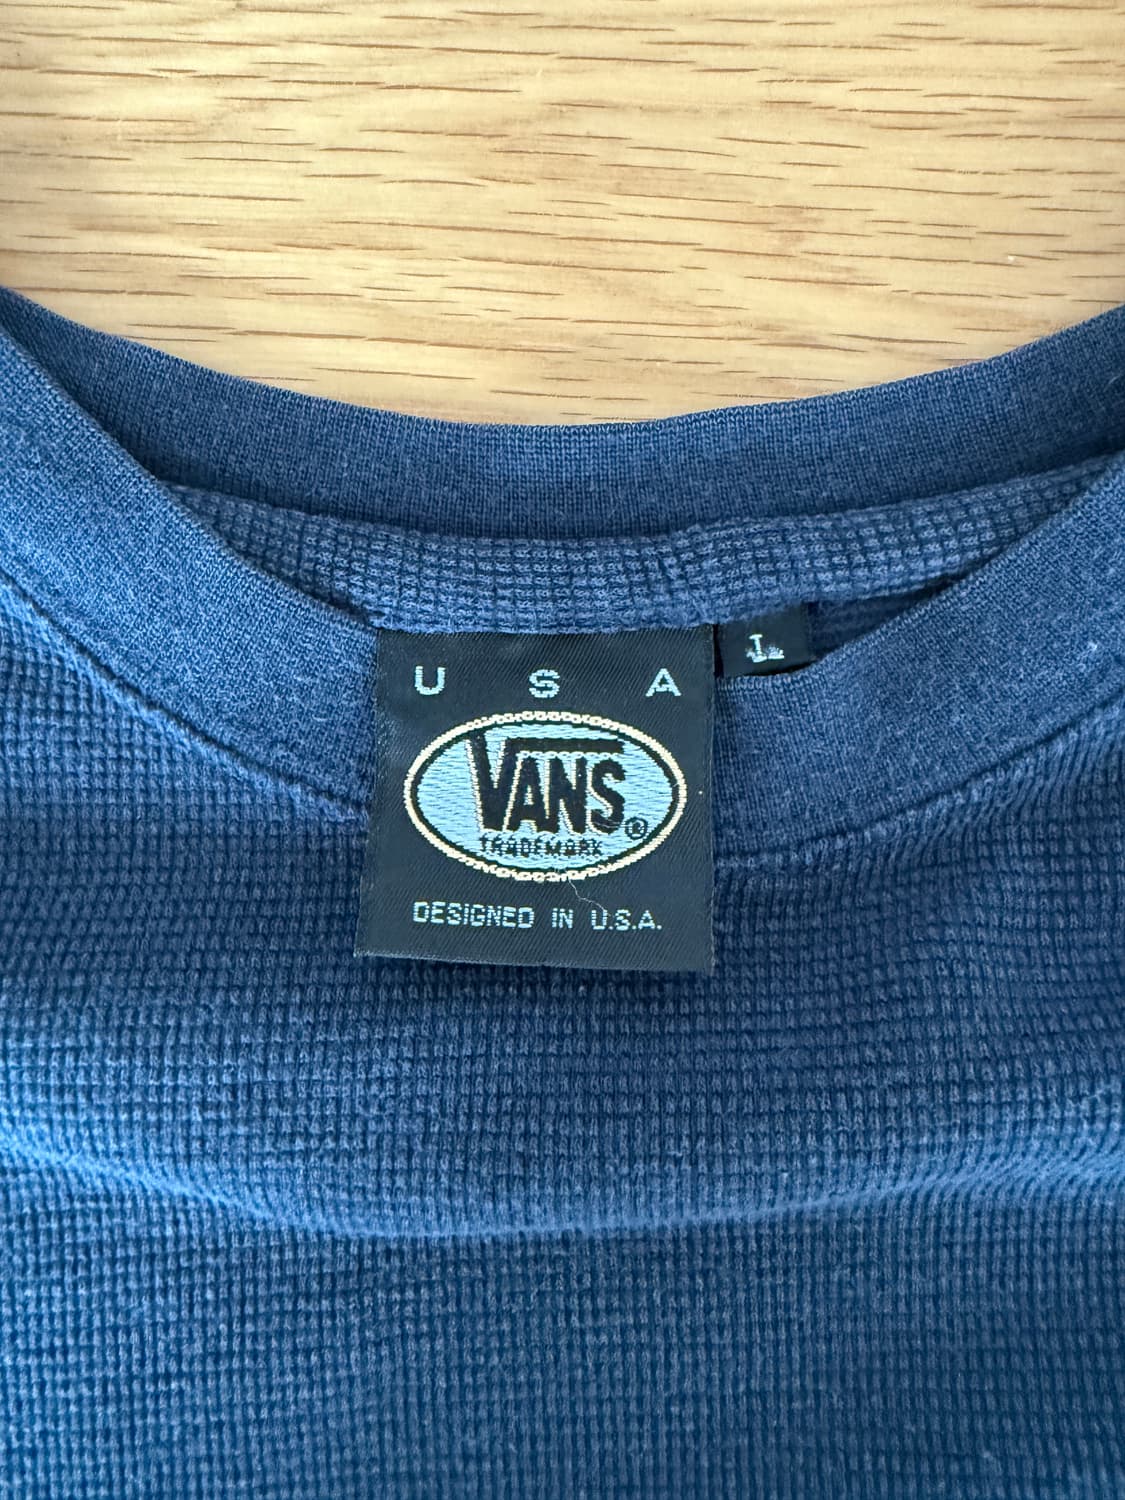 U S A
L
VANS®
TRADEMARK
DESIGNED IN U.S.A.